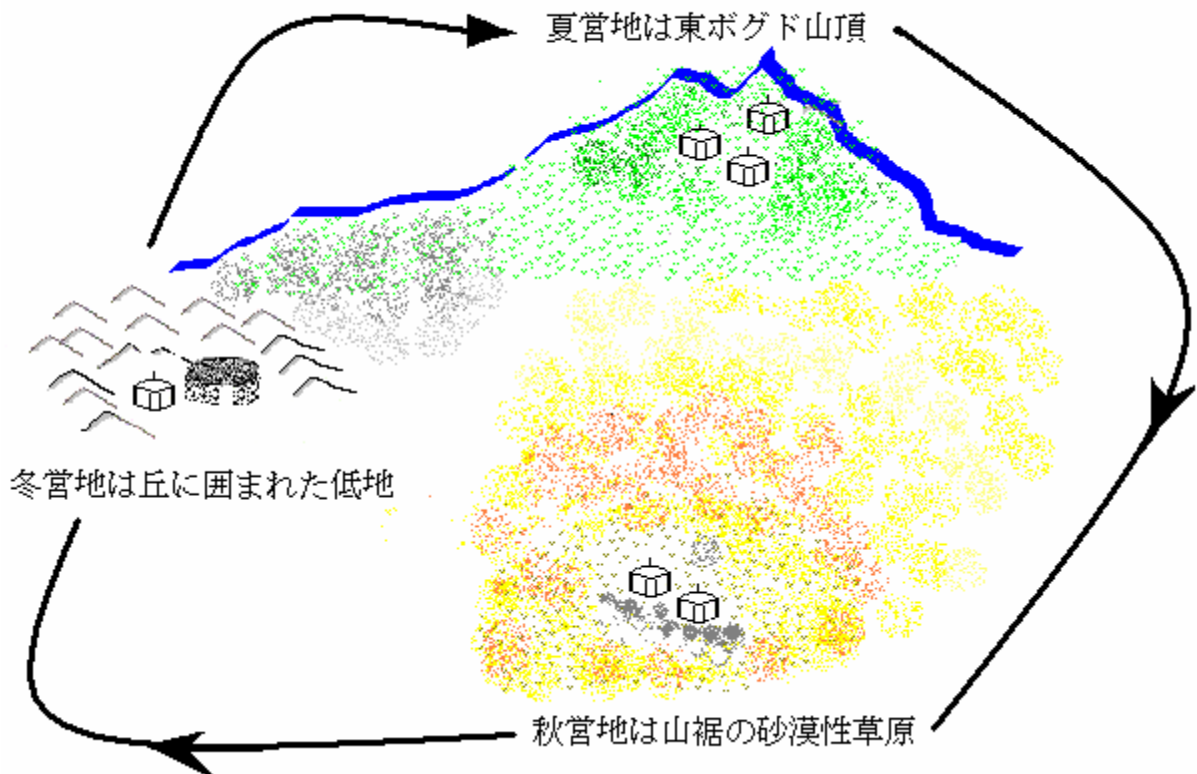 夏営地は東ボグド山頂
冬営地は丘に囲まれた低地
秋営地は山裾の砂漠性草原